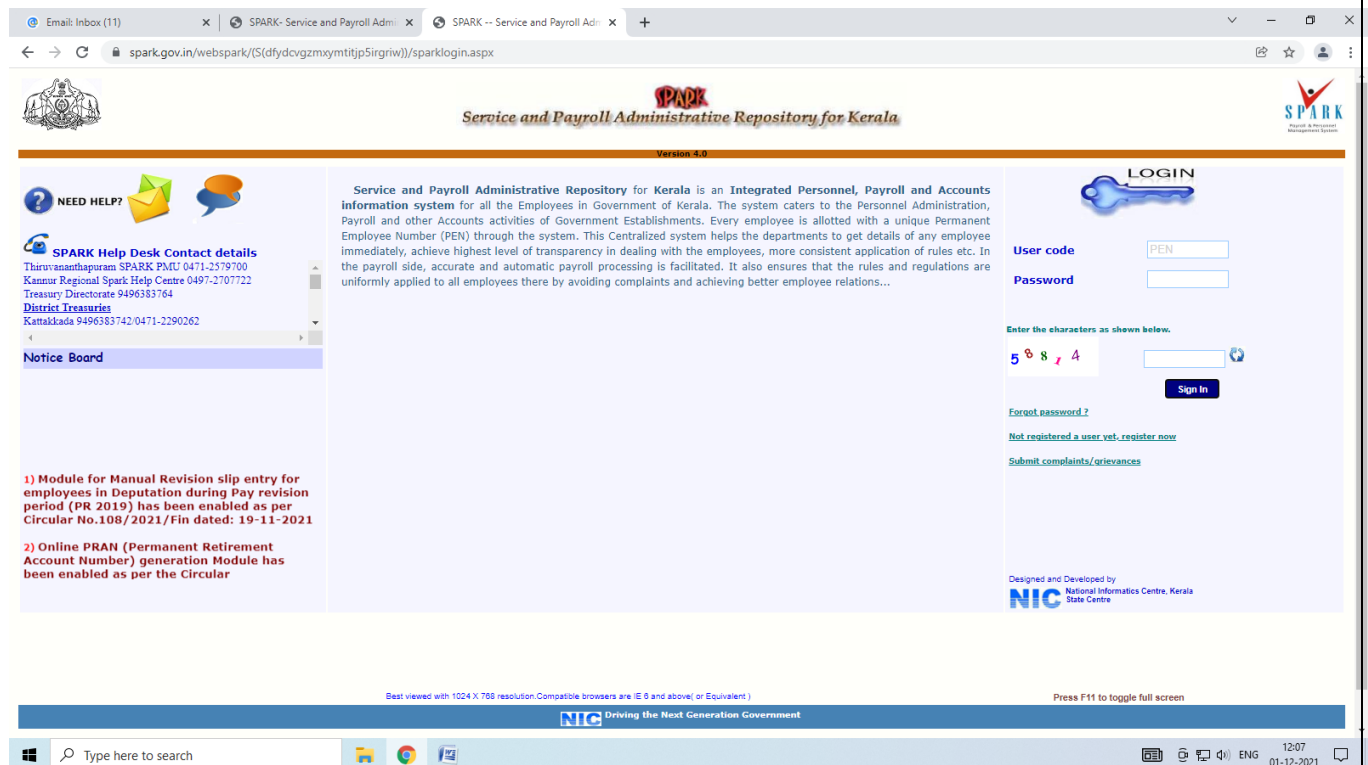 Email: Inbox (11)
SPARK- Service and Payroll Admi
SPARK -- Service and Payroll Adm
spark.gov.in/webspark/(S(dfydcvgzmxymtitjp5irgriw))/sparklogin.aspx
SPARK
Service and Payroll Administrative Repository for Kerala
SPARK
Payroll & Personnel
Management System
Version 4.0
NEED HELP?
SPARK Help Desk Contact details
Thiruvananthapuram SPARK PMU 0471-2579700
Kannur Regional Spark Help Centre 0497-2707722
Treasury Directorate 9496383764
District Treasuries
Kattakkada 9496383742/0471-2290262
Notice Board
1) Module for Manual Revision slip entry for
employees in Deputation during Pay revision
period (PR 2019) has been enabled as per
Circular No.108/2021/Fin dated: 19-11-2021
2) Online PRAN (Permanent Retirement
Account Number) generation Module has
been enabled as per the Circular
Service and Payroll Administrative Repository for Kerala is an Integrated Personnel, Payroll and Accounts
information system for all the Employees in Government of Kerala. The system caters to the Personnel Administration,
Payroll and other Accounts activities of Government Establishments. Every employee is allotted with a unique Permanent
Employee Number (PEN) through the system. This Centralized system helps the departments to get details of any employee
immediately, achieve highest level of transparency in dealing with the employees, more consistent application of rules etc. In
the payroll side, accurate and automatic payroll processing is facilitated. It also ensures that the rules and regulations are
uniformly applied to all employees there by avoiding complaints and achieving better employee relations...
LOGIN
User code
PEN
Password
Enter the characters as shown below.
5 8 8 1 4
Sign In
Forgot password ?
Not registered a user yet, register now
Submit complaints/grievances
Designed and Developed by
NIC National Informatics Centre, Kerala
State Centre
Best viewed with 1024 X 768 resolution.Compatible browsers are IE 6 and above( or Equivalent )
Press F11 to toggle full screen
NIC Driving the Next Generation Government
Type here to search
ENG
12:07
01-12-2021